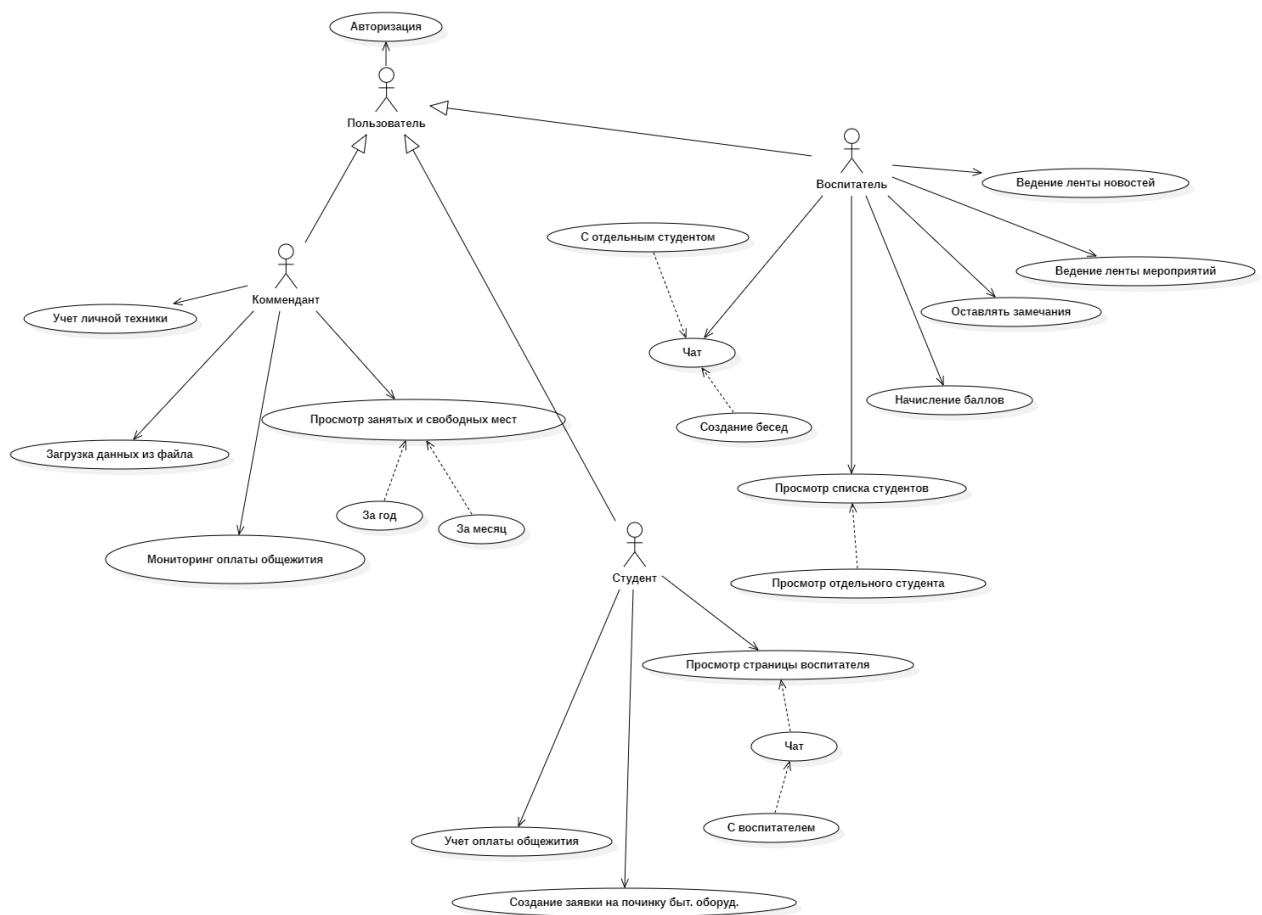 Авторизация
Пользователь
Воспитатель
Ведение ленты новостей
С отдельным студентом
Ведение ленты мероприятий
Коммендант
Учет личной техники
Оставлять замечания
Чат
Начисление баллов
Просмотр занятых и свободных мест
Создание бесед
Загрузка данных из файла
Просмотр списка студентов
За год
За месяц
Мониторинг оплаты общежития
Студент
Просмотр отдельного студента
Просмотр страницы воспитателя
Чат
С воспитателем
Учет оплаты общежития
Создание заявки на починку быт. оборуд.